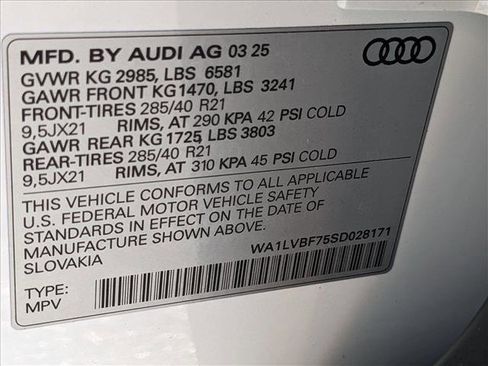 MFD. BY AUDI AG 03 25
GVWR KG 2985, LBS 6581
GAWR FRONT KG1470, LBS 3241
FRONT-TIRES 285/40 R21
9,5JX21 RIMS, AT 290 KPA 42 PSI COLD
GAWR REAR KG 1725, LBS 3803
REAR-TIRES 285/40 R21
9,5JX21 RIMS, AT 310 KPA 45 PSI COLD
THIS VEHICLE CONFORMS TO ALL APPLICABLE
U.S. FEDERAL MOTOR VEHICLE SAFETY
STANDARDS IN EFFECT ON THE DATE OF
MANUFACTURE SHOWN ABOVE.
SLOVAKIA
WA1LVBF75SD028171
TYPE:
MPV